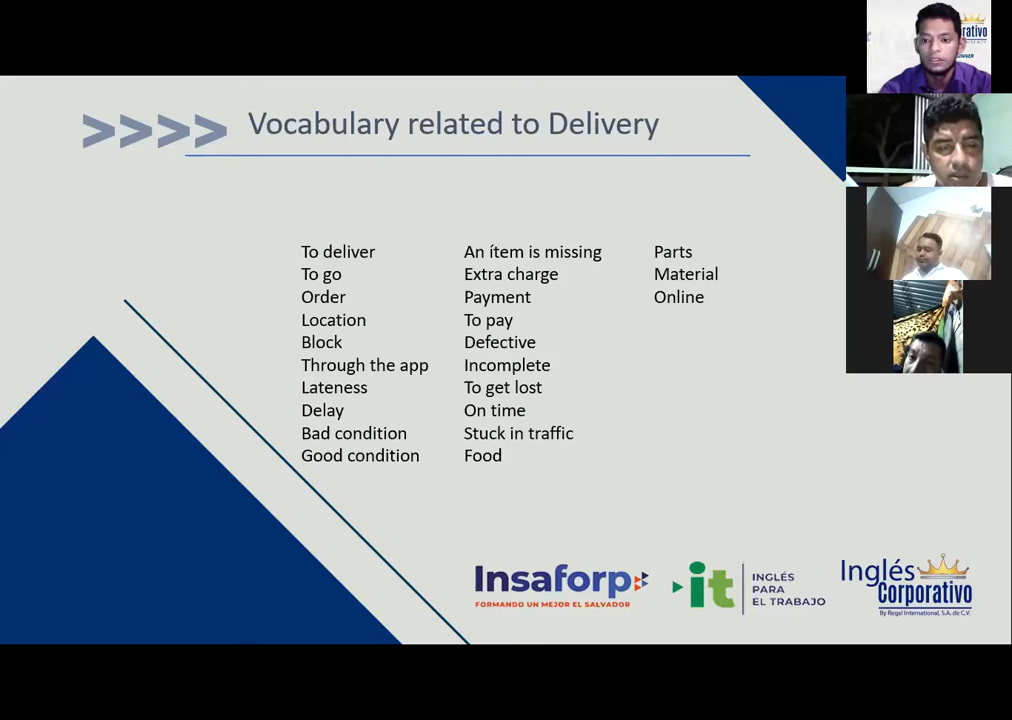 >>>> Vocabulary related to Delivery
To deliver
To go
Order
Location
Block
Through the app
Lateness
Delay
Bad condition
Good condition
An ítem is missing
Extra charge
Payment
To pay
Defective
Incomplete
To get lost
On time
Stuck in traffic
Food
Parts
Material
Online
Insaforp
FORMANDO UN MEJOR EL SALVADOR
it
INGLÉS
PARA
EL TRABAJO
Inglés
Corporativo
By Regal International, S.A. de C.V.